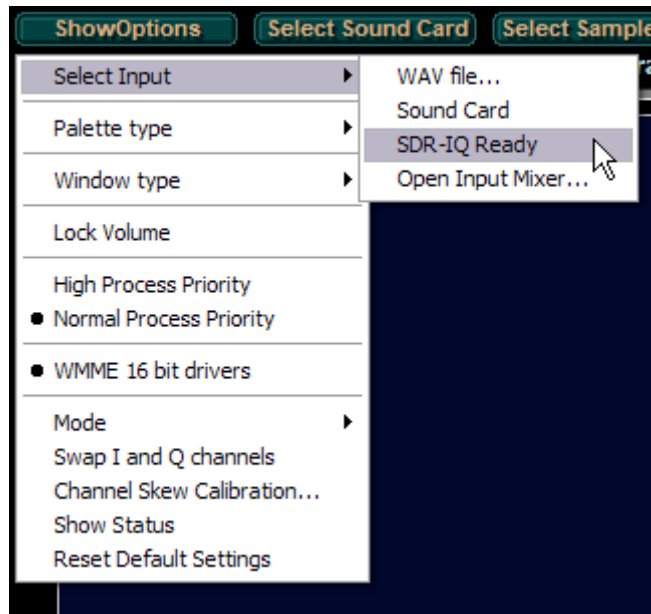 ShowOptions Select Sound Card Select Sample
Select Input WAV file...
Sound Card
Palette type
SDR-IQ Ready
Window type Open Input Mixer...
Lock Volume
High Process Priority
Normal Process Priority
WMME 16 bit drivers
Mode
Swap I and Q channels
Channel Skew Calibration...
Show Status
Reset Default Settings